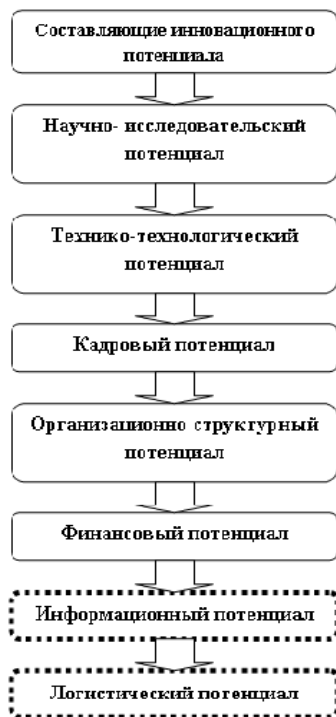 Составляющие инновационного
потенциала
Научно- исследовательский
потенциал
Технико-технологический
потенциал
Кадровый потенциал
Организационно структурный
потенциал
Финансовый потенциал
Информационный потенциал
Логистический потенциал